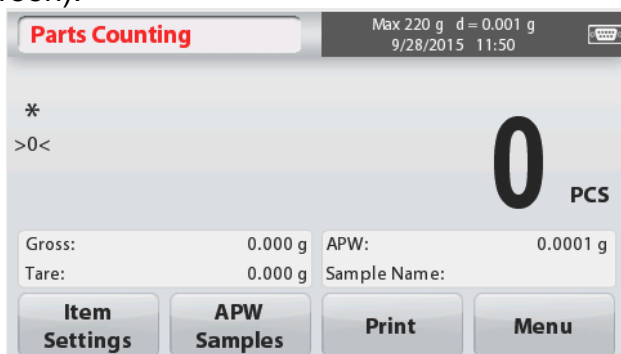 reen).
Parts Counting
Max 220 g d = 0.001 g
9/28/2015 11:50
*
>0<
0 PCS
Gross: 0.000 g
Tare: 0.000 g
APW: 0.0001 g
Sample Name:
Item Settings
APW Samples
Print
Menu